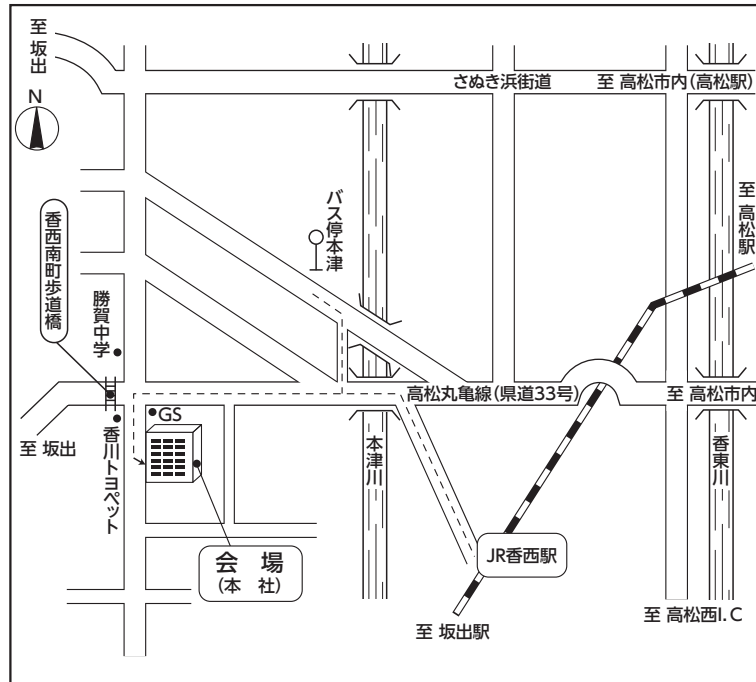 至 坂出
さぬき浜街道
至 高松市内(高松駅)
N
バス停本津
至 高松駅
香西南町歩道橋
勝賀中学
高松丸亀線(県道33号)
至 高松市内
GS
至 坂出
香川トヨペット
本津川
香東川
会 場
(本 社)
JR香西駅
至 高松西I.C
至 坂出駅